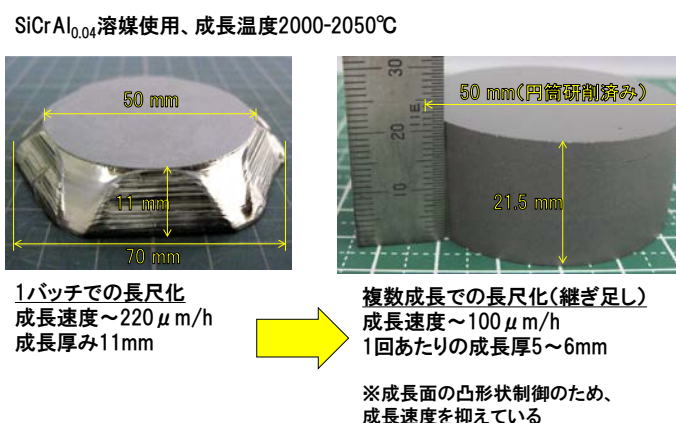 SiCrAl0.04溶媒使用、成長温度2000-2050℃
50 mm
11 mm
70 mm
30
20
10
50 mm(円筒研削済み)
21.5 mm
1バッチでの長尺化
成長速度～220μm/h
成長厚み11mm
複数成長での長尺化(継ぎ足し)
成長速度～100μm/h
1回あたりの成長厚5～6mm
※成長面の凸形状制御のため、
成長速度を抑えている